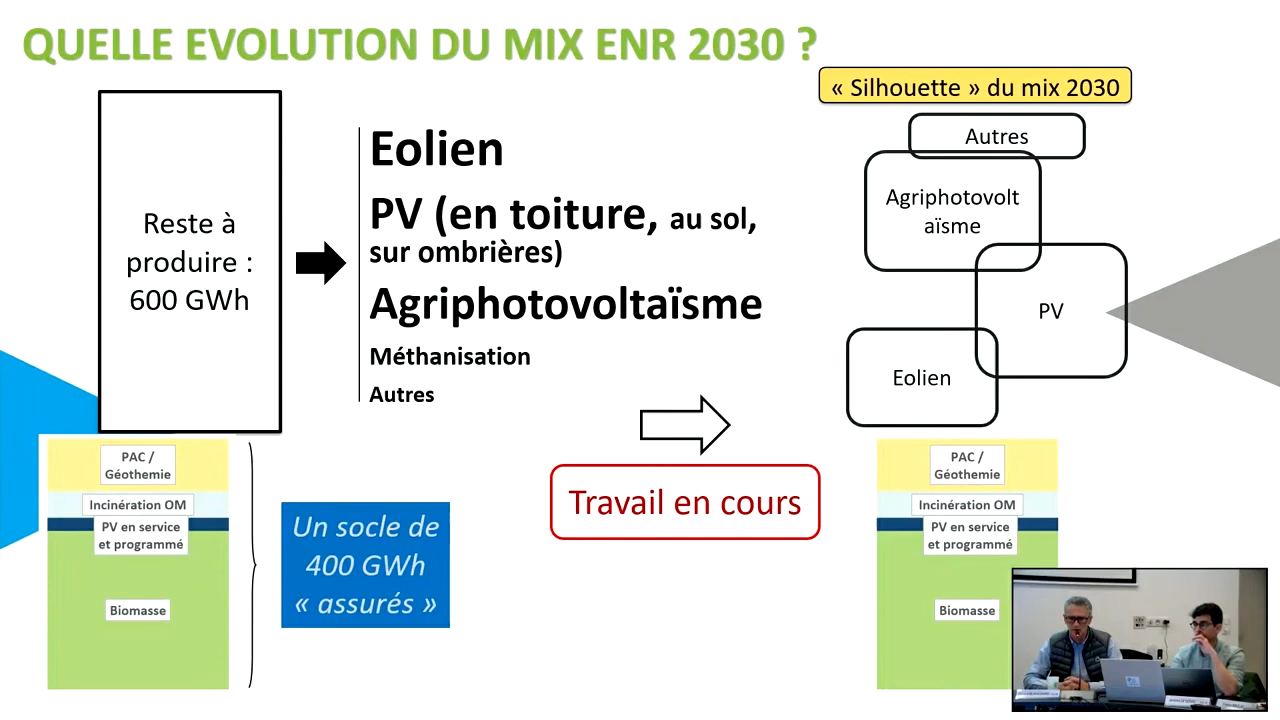 QUELLE EVOLUTION DU MIX ENR 2030 ?
« Silhouette » du mix 2030
Reste à
produire :
600 GWh
Eolien
PV (en toiture, au sol,
sur ombrières)
Agriphotovoltaïsme
Méthanisation
Autres
Autres
Agriphotovolt
aïsme
PV
Eolien
Travail en cours
PAC /
Géothemie
Incinération OM
PV en service
et programmé
Biomasse
Un socle de
400 GWh
« assurés »
PAC /
Géothemie
Incinération OM
PV en service
et programmé
Biomasse